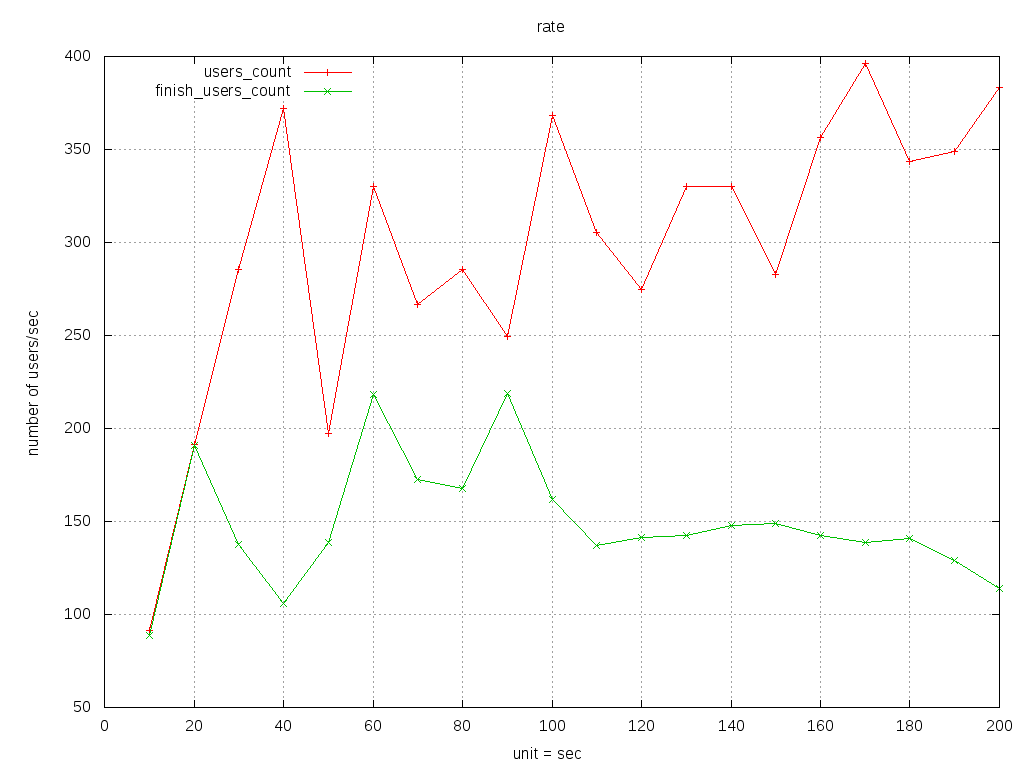 rate
users_count
finish_users_count
400
350
300
250
200
150
100
50
number of users/sec
0 20 40 60 80 100 120 140 160 180 200
unit = sec